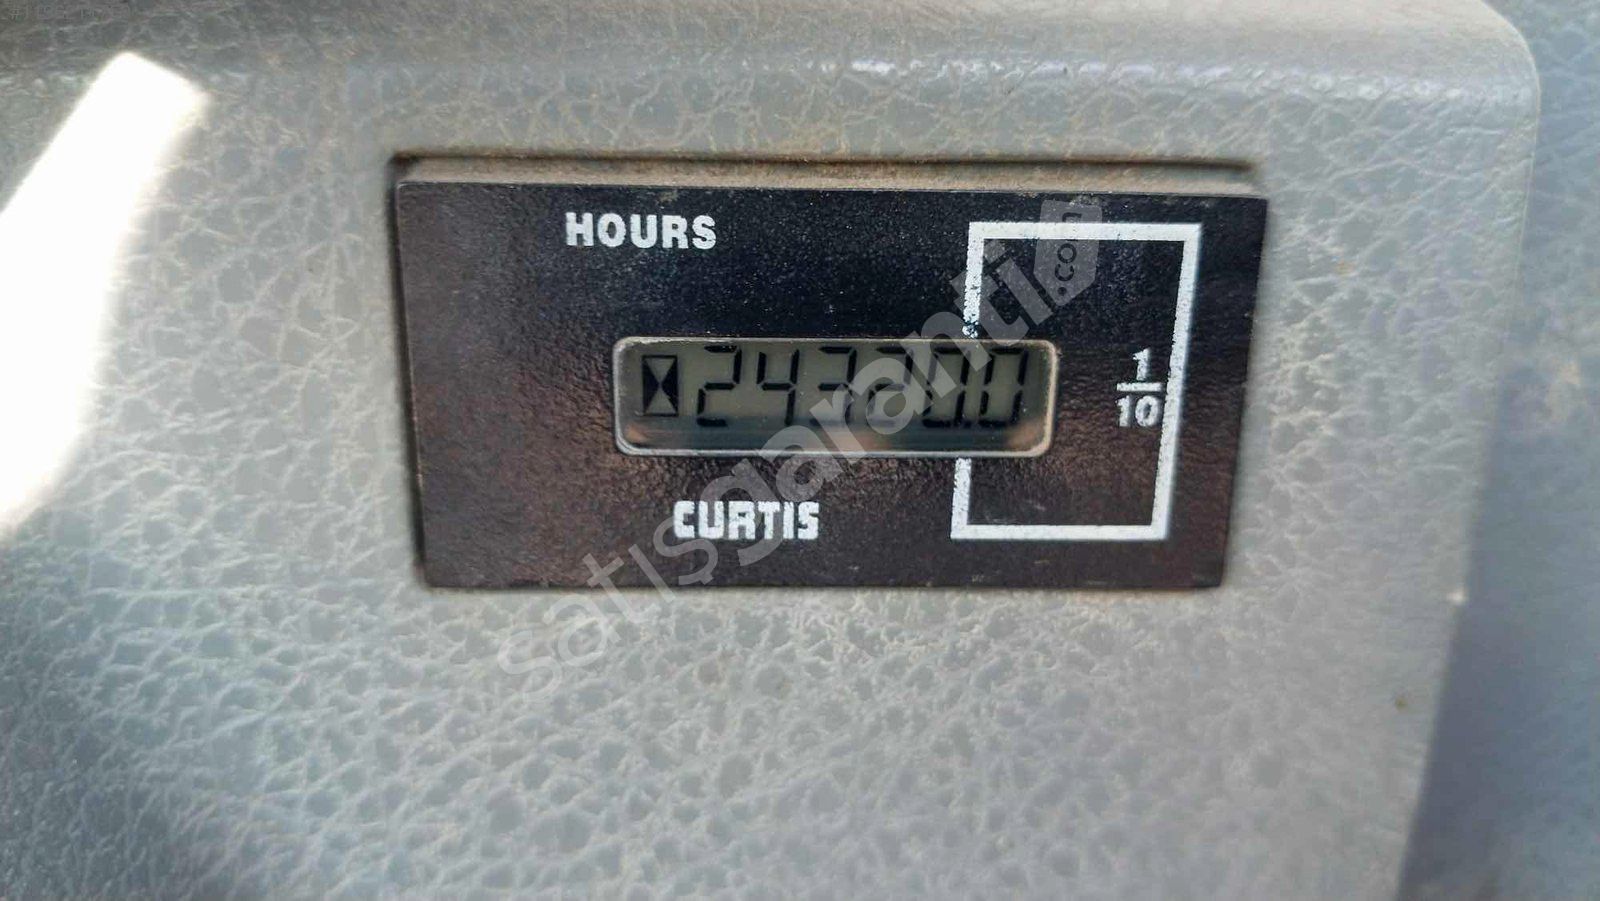 HOURS
24320.0
1
10
CURTIS
satışgaranti.com